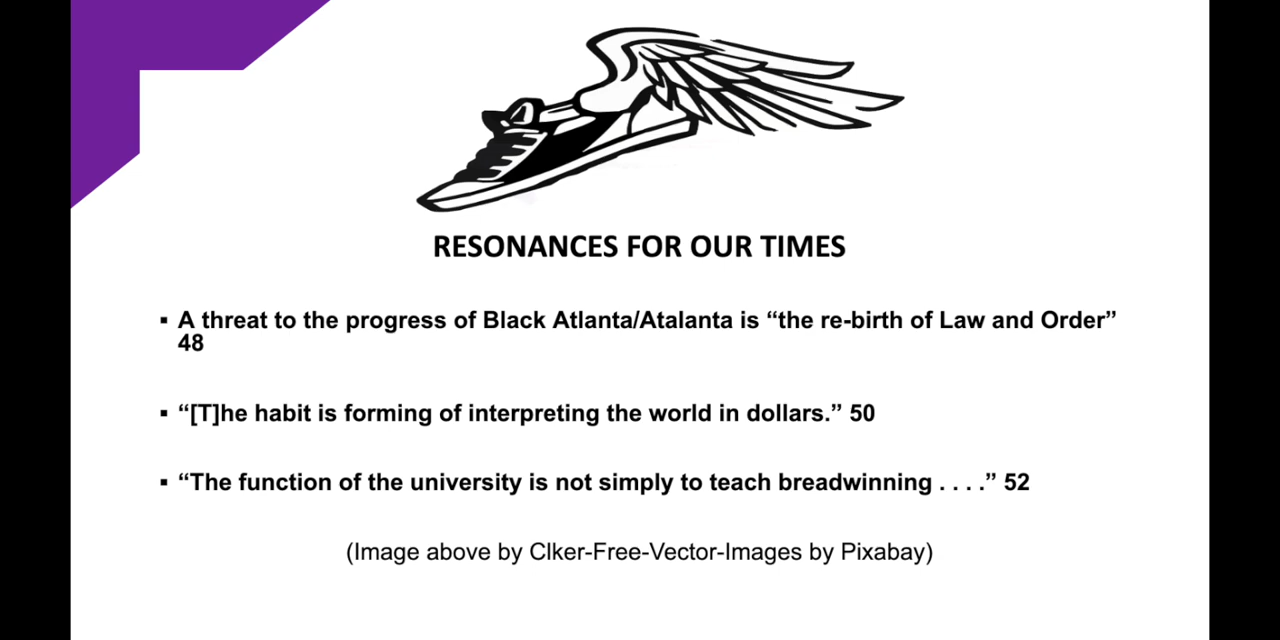 RESONANCES FOR OUR TIMES
▪ A threat to the progress of Black Atlanta/Atalanta is “the re-birth of Law and Order”
48
▪ “[T]he habit is forming of interpreting the world in dollars.” 50
▪ “The function of the university is not simply to teach breadwinning . . . .” 52
(Image above by Clker-Free-Vector-Images by Pixabay)